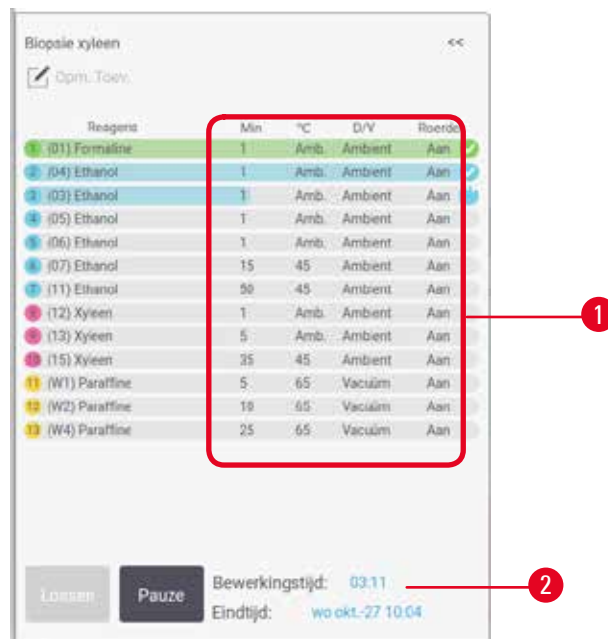 Biopsie xyleen <<
Opm. Toev.
Reagens Min °C D/V Roerde
1 (01) Formaline 1 Amb. Ambient Aan
2 (04) Ethanol 1 Amb. Ambient Aan
3 (03) Ethanol 1 Amb. Ambient Aan
4 (05) Ethanol 1 Amb. Ambient Aan
5 (06) Ethanol 1 Amb. Ambient Aan
6 (07) Ethanol 15 45 Ambient Aan
7 (11) Ethanol 50 45 Ambient Aan
8 (12) Xyleen 1 Amb. Ambient Aan
9 (13) Xyleen 5 Amb. Ambient Aan
10 (15) Xyleen 35 45 Ambient Aan
11 (W1) Paraffine 5 65 Vacuüm Aan
12 (W2) Paraffine 10 65 Vacuüm Aan
13 (W4) Paraffine 25 65 Vacuüm Aan
1
Lossen Pauze Bewerkingstijd: 03:11 2
Eindtijd: wo okt.-27 10:04